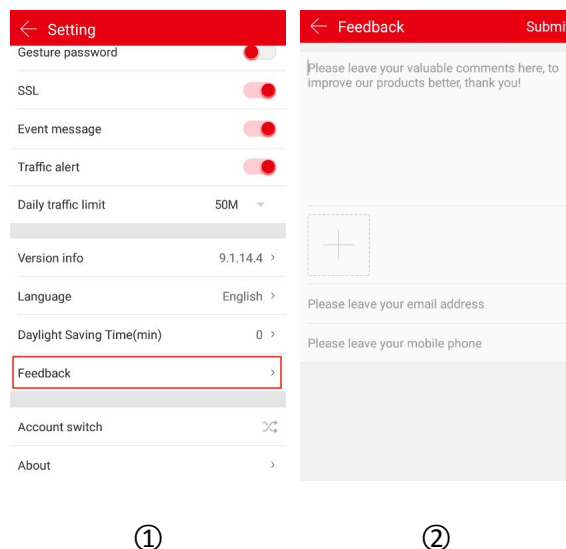 Setting
Gesture password
SSL
Event message
Traffic alert
Daily traffic limit 50M
Version info 9.1.14.4
Language English
Daylight Saving Time(min) 0
Feedback
Account switch
About
①
Feedback Submi
Please leave your valuable comments here, to
improve our products better, thank you!
Please leave your email address
Please leave your mobile phone
②